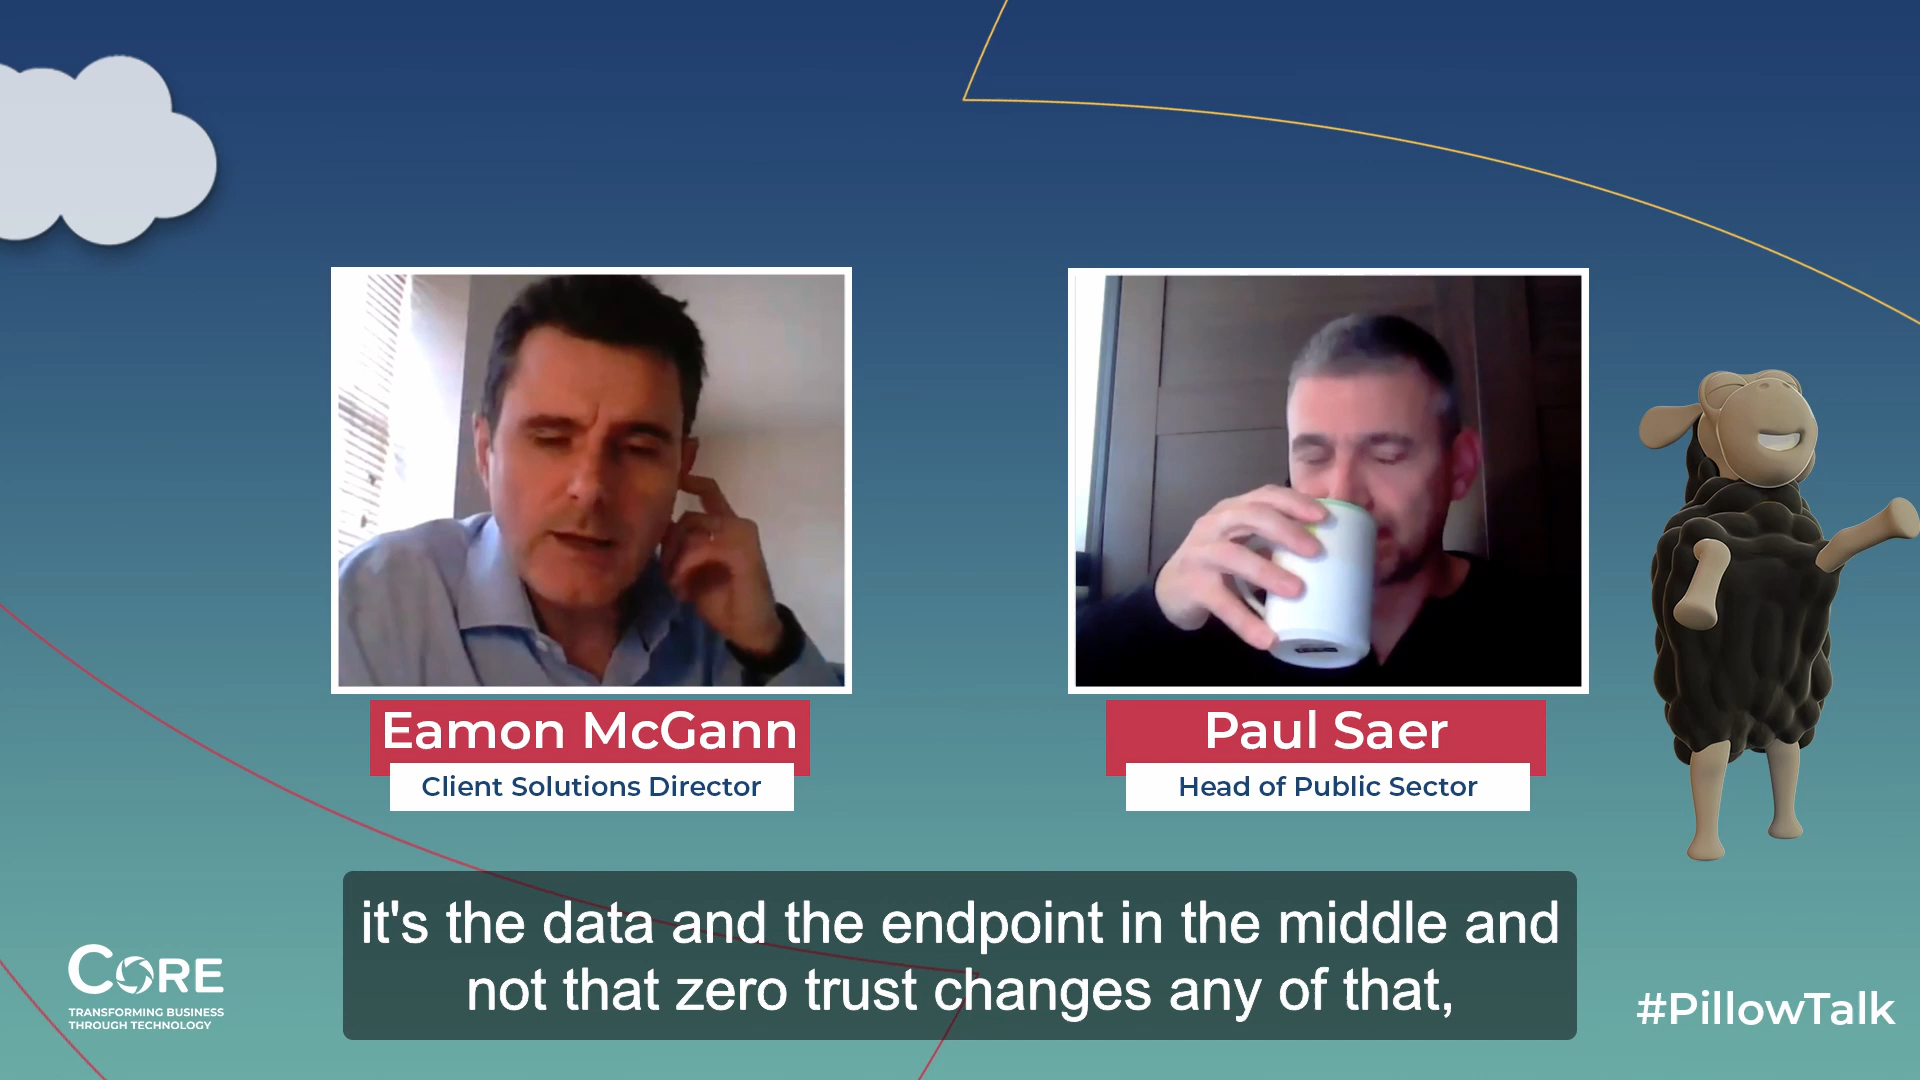 Eamon McGann
Client Solutions Director
Paul Saer
Head of Public Sector
it's the data and the endpoint in the middle and
not that zero trust changes any of that,
CORE
TRANSFORMING BUSINESS
THROUGH TECHNOLOGY
#PillowTalk